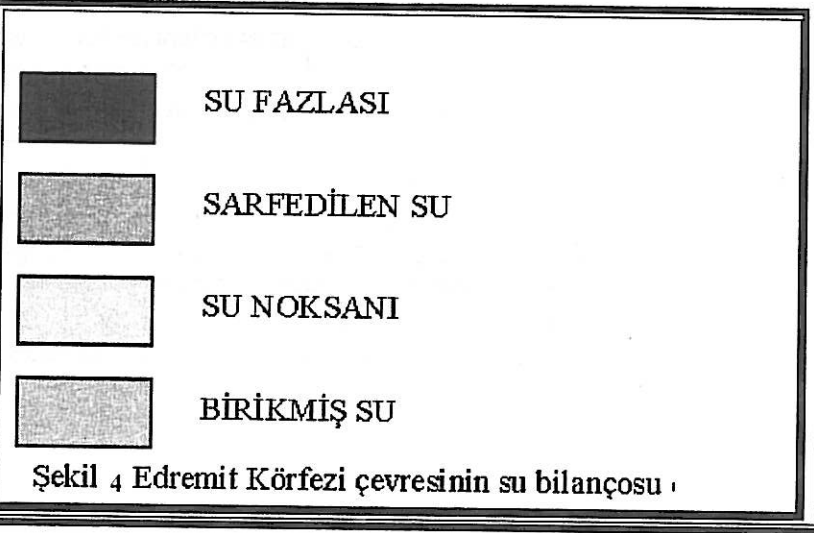 SU FAZLASI
SARFEDİLEN SU
SU NOKSANI
BİRİKMİŞ SU
Şekil 4 Edremit Körfezi çevresinin su bilançosu